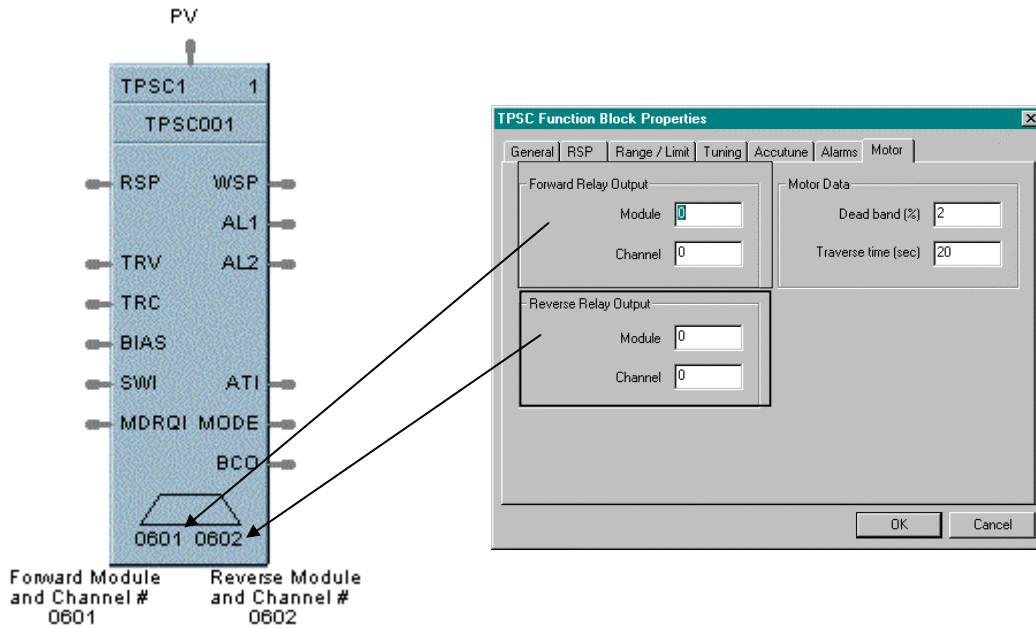 PV
TPSC1 1
TPSC001
RSP WSP
AL1
TRV AL2
TRC
BIAS
SWI ATI
MDRQI MODE
BCO
0601 0602
Forward Module
and Channel #
0601
Reverse Module
and Channel #
0602
TPSC Function Block Properties
General RSP Range / Limit Tuning Accutune Alarms Motor
Forward Relay Output
Module 0
Channel 0
Reverse Relay Output
Module 0
Channel 0
Motor Data
Dead band (%) 2
Traverse time (sec) 20
OK Cancel